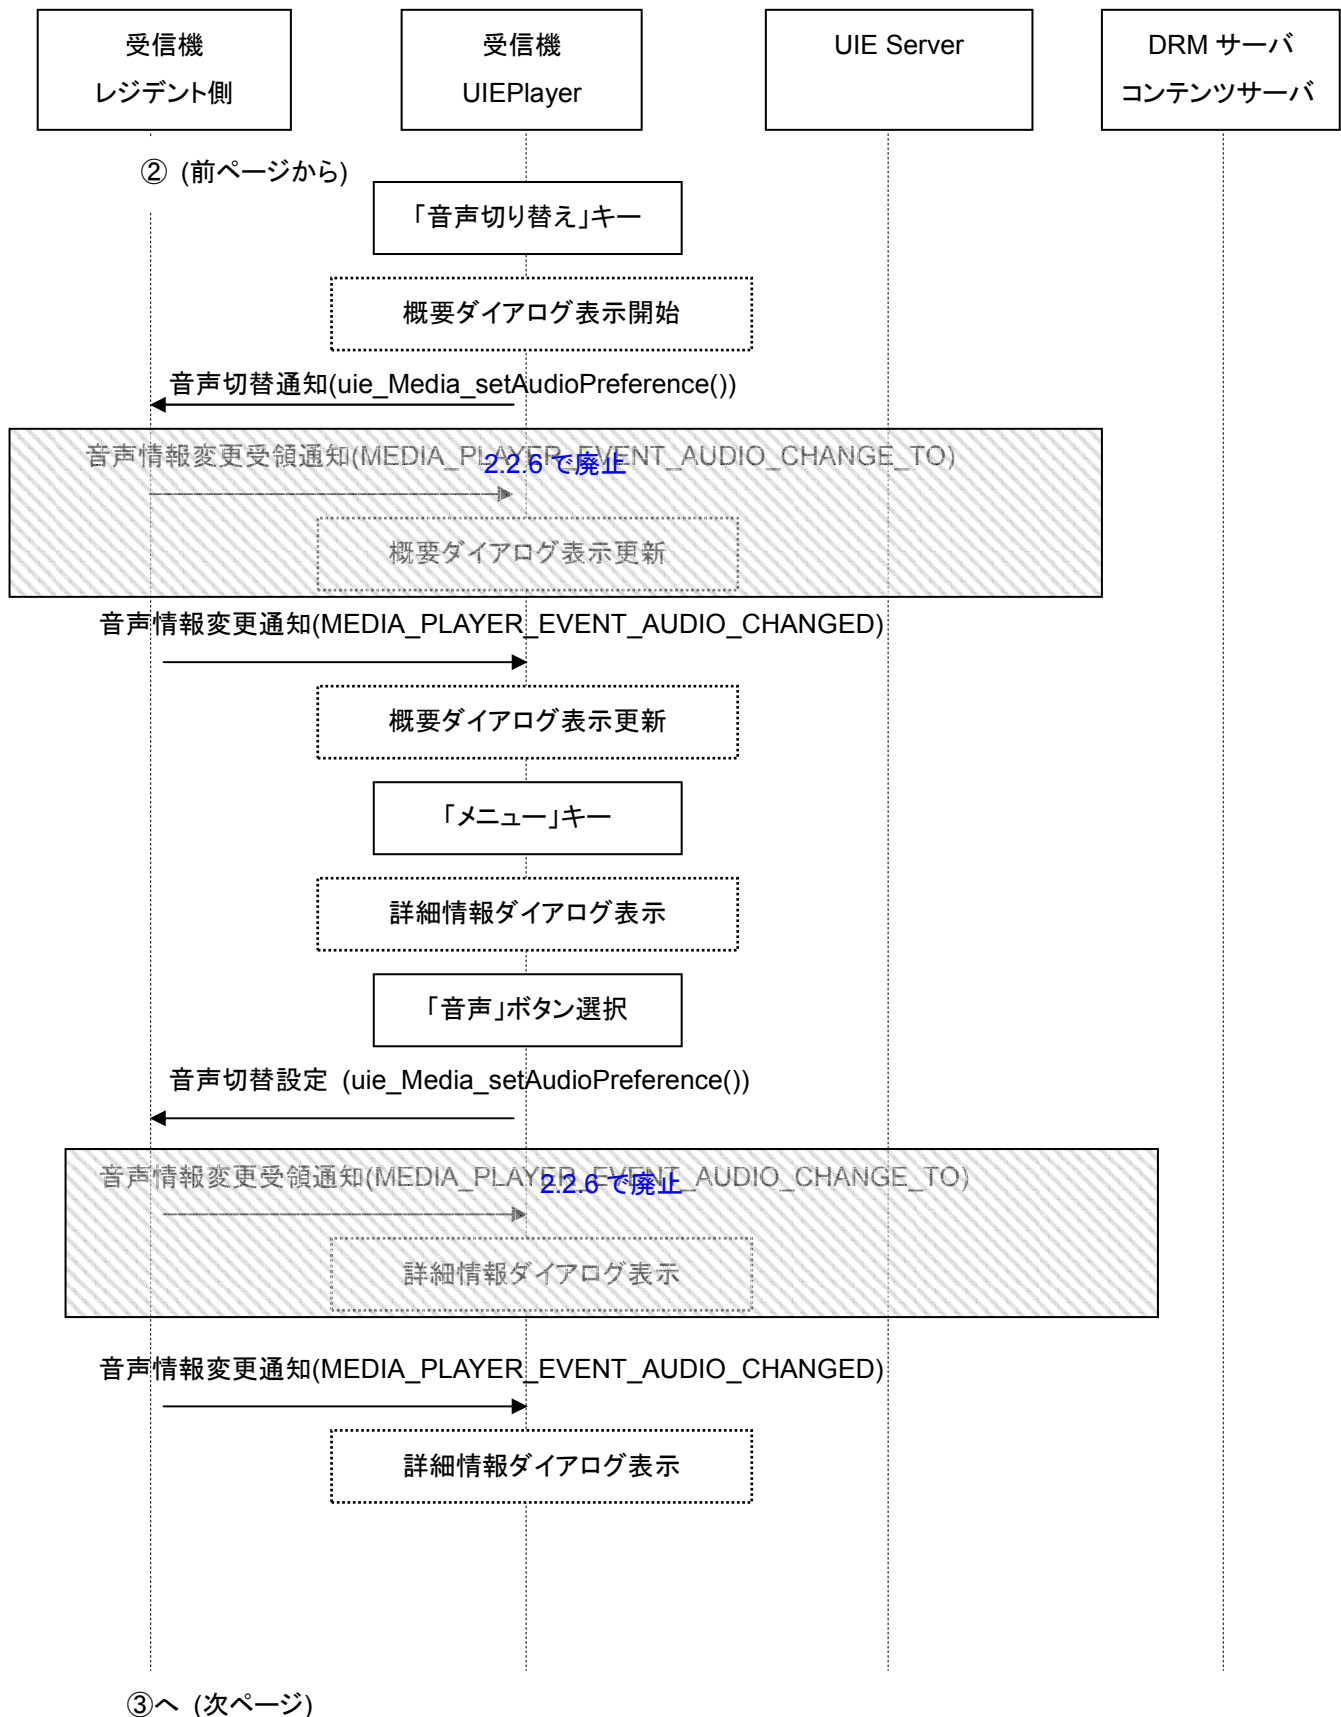 受信機
レジデント側
受信機
UIEPlayer
UIE Server
DRM サーバ
コンテンツサーバ
② (前ページから)
「音声切り替え」キー
概要ダイアログ表示開始
音声切替通知(uie_Media_setAudioPreference())
音声情報変更受領通知(MEDIA_PLAYER_EVENT_AUDIO_CHANGE_TO)
2.2.6 で廃止
概要ダイアログ表示更新
音声情報変更通知(MEDIA_PLAYER_EVENT_AUDIO_CHANGED)
概要ダイアログ表示更新
「メニュー」キー
詳細情報ダイアログ表示
「音声」ボタン選択
音声切替設定 (uie_Media_setAudioPreference())
音声情報変更受領通知(MEDIA_PLAYER_EVENT_AUDIO_CHANGE_TO)
2.2.6 で廃止
詳細情報ダイアログ表示
音声情報変更通知(MEDIA_PLAYER_EVENT_AUDIO_CHANGED)
詳細情報ダイアログ表示
③へ (次ページ)